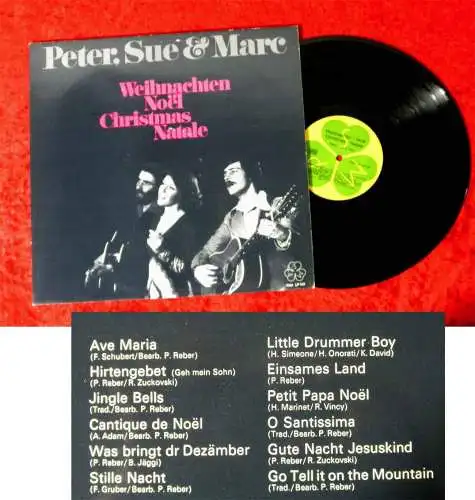 Peter, Sue & Marc
Weihnachten
Noël
Christmas
Natale
Ave Maria
(F. Schubert/Bearb. P. Reber)
Hirtengebet (Geh mein Sohn)
(P. Reber/R. Zuckovski)
Jingle Bells
(Trad./Bearb. P. Reber)
Cantique de Noël
(A. Adam/Bearb. P. Reber)
Was bringt dr Dezämber
(P. Reber/B. Jäggi)
Stille Nacht
(F. Gruber/Bearb. P. Reber)
Little Drummer Boy
(H. Simeone/H. Onorati/K. David)
Einsames Land
(P. Reber)
Petit Papa Noël
(H. Marinet/R. Vincy)
O Santissima
(Trad./Bearb. P. Reber)
Gute Nacht Jesuskind
(P. Reber/R. Zuckovski)
Go Tell it on the Mountain
(Trad./Bearb. P. Reber)